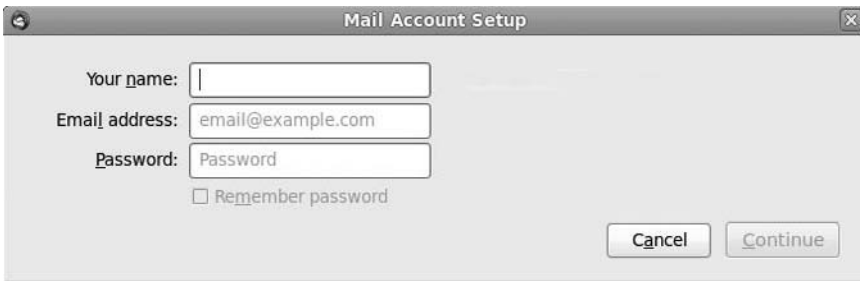 Mail Account Setup
Your name:
Email address: email@example.com
Password: Password
Remember password
Cancel Continue